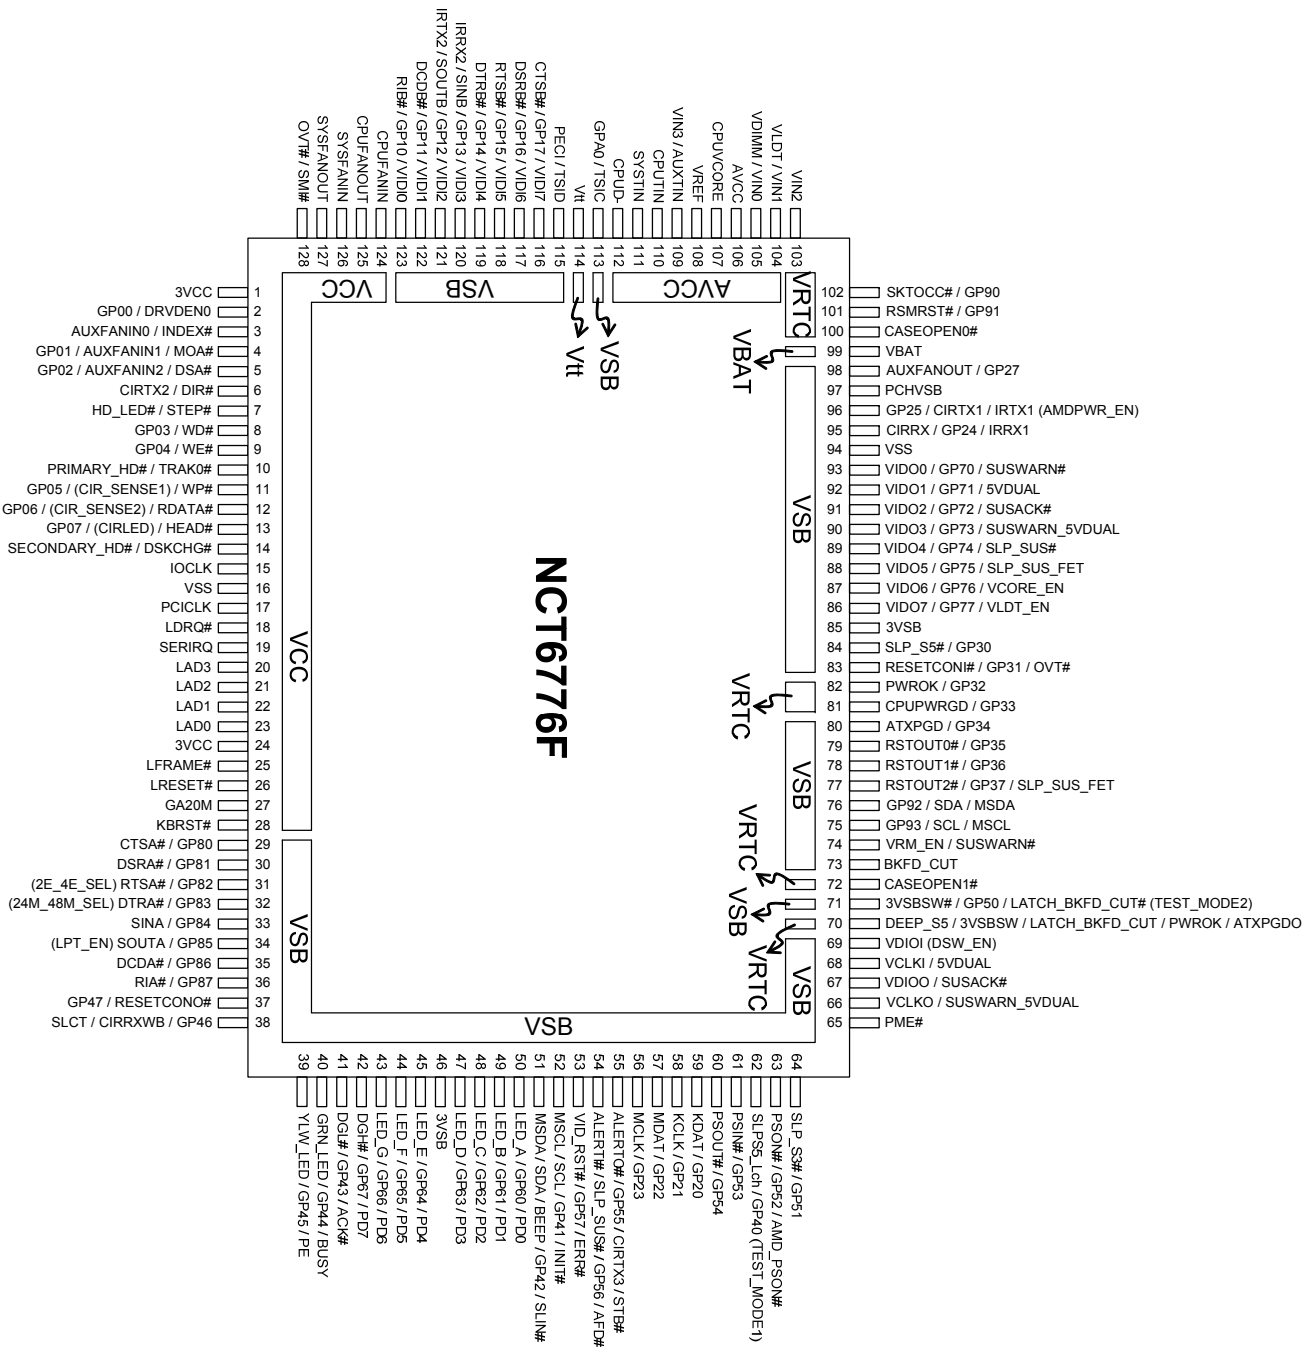 OVT# / SMI#
SYSFANOUT
SYSFANIN
CPUFANOUT
CPUFANIN
RIB# / GP10 / VIDI0
DCDB# / GP11 / VIDI1
IRTX2 / SOUTB / GP12 / VIDI2
IRRX2 / SINB / GP13 / VIDI3
DTRB# / GP14 / VIDI4
RTSB# / GP15 / VIDI5
DSRB# / GP16 / VIDI6
CTSB# / GP17 / VIDI7
PECI / TSID
Vtt
GPA0 / TSIC
CPUD-
SYSTIN
CPUTIN
VIN3 / AUXTIN
VREF
CPUVCORE
AVCC
VDIMM / VIN0
VLDT / VIN1
VIN2
128
127
126
125
124
123
122
121
120
119
118
117
116
115
114
113
112
111
110
109
108
107
106
105
104
103
VCC
VSB
Vtt
VSB
AVCC
VRTC
3VCC 1
GP00 / DRVDEN0 2
AUXFANIN0 / INDEX# 3
GP01 / AUXFANIN1 / MOA# 4
GP02 / AUXFANIN2 / DSA# 5
CIRTX2 / DIR# 6
HD_LED# / STEP# 7
GP03 / WD# 8
GP04 / WE# 9
PRIMARY_HD# / TRAK0# 10
GP05 / (CIR_SENSE1) / WP# 11
GP06 / (CIR_SENSE2) / RDATA# 12
GP07 / (CIRLED) / HEAD# 13
SECONDARY_HD# / DSKCHG# 14
IOCLK 15
VSS 16
PCICLK 17
LDRQ# 18
SERIRQ 19
LAD3 20
LAD2 21
LAD1 22
LAD0 23
3VCC 24
LFRAME# 25
LRESET# 26
GA20M 27
KBRST# 28
CTSA# / GP80 29
DSRA# / GP81 30
(2E_4E_SEL) RTSA# / GP82 31
(24M_48M_SEL) DTRA# / GP83 32
SINA / GP84 33
(LPT_EN) SOUTA / GP85 34
DCDA# / GP86 35
RIA# / GP87 36
GP47 / RESETCONO# 37
SLCT / CIRRXWB / GP46 38
VCC
VSB
NCT6776F
VBAT
VSB
VRTC
VSB
VRTC
VSB
VRTC
VSB
VSB
102 SKTOCC# / GP90
101 RSMRST# / GP91
100 CASEOPEN0#
99 VBAT
98 AUXFANOUT / GP27
97 PCHVSB
96 GP25 / CIRTX1 / IRTX1 (AMDPWR_EN)
95 CIRRX / GP24 / IRRX1
94 VSS
93 VIDO0 / GP70 / SUSWARN#
92 VIDO1 / GP71 / 5VDUAL
91 VIDO2 / GP72 / SUSACK#
90 VIDO3 / GP73 / SUSWARN_5VDUAL
89 VIDO4 / GP74 / SLP_SUS#
88 VIDO5 / GP75 / SLP_SUS_FET
87 VIDO6 / GP76 / VCORE_EN
86 VIDO7 / GP77 / VLDT_EN
85 3VSB
84 SLP_S5# / GP30
83 RESETCONI# / GP31 / OVT#
82 PWROK / GP32
81 CPUPWRGD / GP33
80 ATXPGD / GP34
79 RSTOUT0# / GP35
78 RSTOUT1# / GP36
77 RSTOUT2# / GP37 / SLP_SUS_FET
76 GP92 / SDA / MSDA
75 GP93 / SCL / MSCL
74 VRM_EN / SUSWARN#
73 BKFD_CUT
72 CASEOPEN1#
71 3VSBSW# / GP50 / LATCH_BKFD_CUT# (TEST_MODE2)
70 DEEP_S5 / 3VSBSW / LATCH_BKFD_CUT / PWROK / ATXPGDO
69 VDIOI (DSW_EN)
68 VCLKI / 5VDUAL
67 VDIOO / SUSACK#
66 VCLKO / SUSWARN_5VDUAL
65 PME#
39
40
41
42
43
44
45
46
47
48
49
50
51
52
53
54
55
56
57
58
59
60
61
62
63
64
YLW_LED / GP45 / PE
GRN_LED / GP44 / BUSY
DGL# / GP43 / ACK#
DGH# / GP67 / PD7
LED_G / GP66 / PD6
LED_F / GP65 / PD5
LED_E / GP64 / PD4
3VSB
LED_D / GP63 / PD3
LED_C / GP62 / PD2
LED_B / GP61 / PD1
LED_A / GP60 / PD0
MSDA / SDA / BEEP / GP42 / SLIN#
MSCL / SCL / GP41 / INIT#
VID_RST# / GP57 / ERR#
ALERTI# / SLP_SUS# / GP56 / AFD#
ALERTO# / GP55 / CIRTX3 / STB#
MCLK / GP23
MDAT / GP22
KCLK / GP21
KDAT / GP20
PSOUT# / GP54
PSIN# / GP53
SLPS5_Lch / GP40 (TEST_MODE1)
PSON# / GP52 / AMD_PSON#
SLP_S3# / GP51